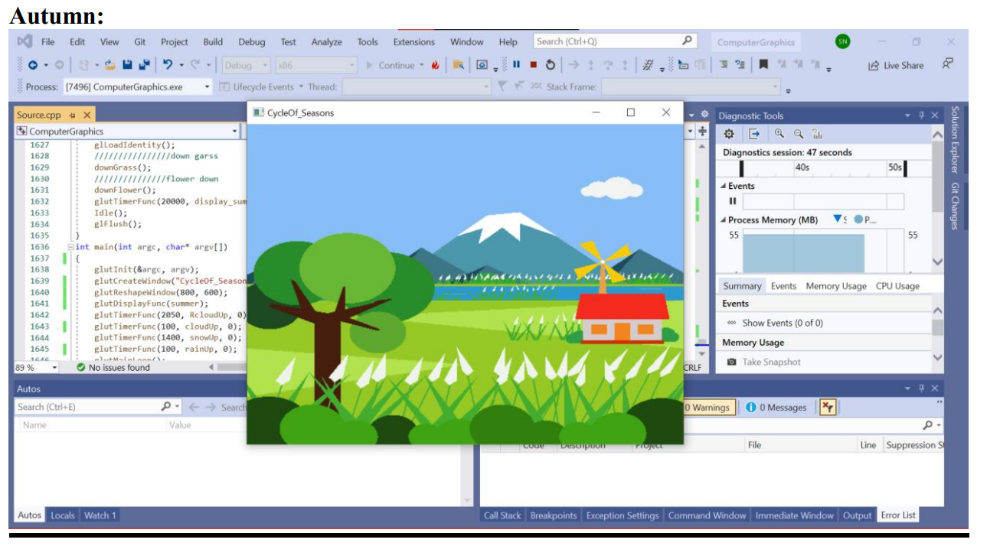 Autumn:
File Edit View Git Project Build Debug Test Analyze Tools Extensions Window Help Search (Ctrl+Q) ComputerGraphics SN
Debug x86 Continue Live Share
Process: [7496] ComputerGraphics.exe Lifecycle Events Thread: Stack Frame:
Source.cpp
CycleOf_Seasons
ComputerGraphics
1627 glLoadIdentity();
1628 ////////////////down garss
1629 downGrass();
1630 ///////////////flower down
1631 downFlower();
1632 glutTimerFunc(20000, display_sum
1633 Idle();
1634 glFlush();
1635 }
1636 int main(int argc, char* argv[])
1637 {
1638 glutInit(&argc, argv);
1639 glutCreateWindow("CycleOf_Season
1640 glutReshapeWindow(800, 600);
1641 glutDisplayFunc(summer);
1642 glutTimerFunc(2050, RcloudUp, 0)
1643 glutTimerFunc(100, cloudUp, 0);
1644 glutTimerFunc(1400, snowUp, 0);
1645 glutTimerFunc(100, rainUp, 0);
1646 glutMainLoop();
89 % No issues found
CRLF
Diagnostic Tools
Diagnostics session: 47 seconds
40s 50s
Events
Process Memory (MB) S P...
55 55
Summary Events Memory Usage CPU Usage
Events
Show Events (0 of 0)
Memory Usage
Take Snapshot
Solution Explorer
Git Changes
Autos
Search (Ctrl+E) Search
Name Value
Autos Locals Watch 1
0 Warnings 0 Messages
Code Description Project File Line Suppression S
Call Stack Breakpoints Exception Settings Command Window Immediate Window Output Error List